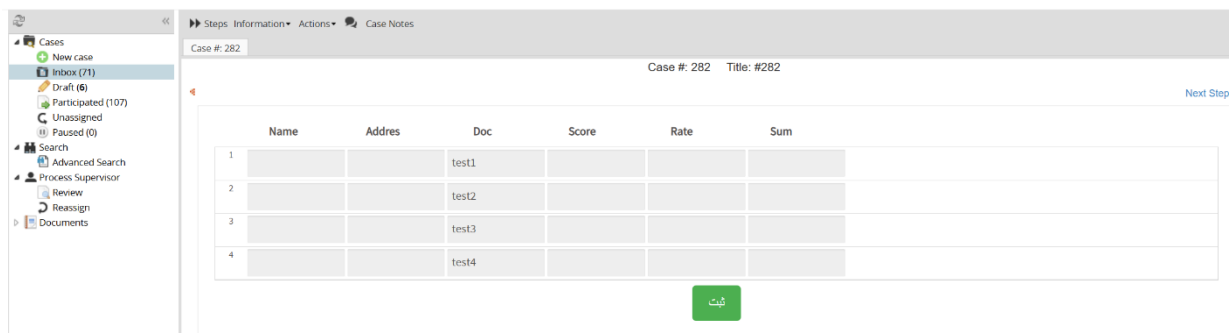 Steps Information Actions Case Notes
Cases
New case
Inbox (71)
Draft (6)
Participated (107)
Unassigned
Paused (0)
Search
Advanced Search
Process Supervisor
Review
Reassign
Documents
Case #: 282
Case #: 282 Title: #282
Next Step
Name Addres Doc Score Rate Sum
1 test1
2 test2
3 test3
4 test4
ثبت